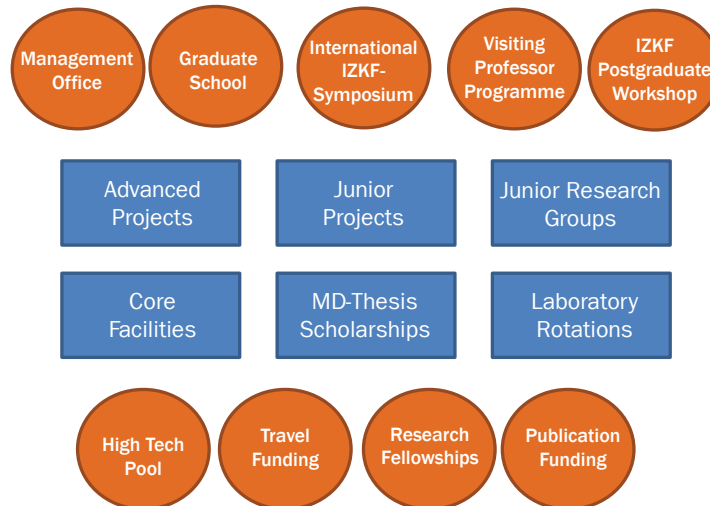 Management
Office
Graduate
School
International
IZKF-
Symposium
Visiting
Professor
Programme
IZKF
Postgraduate
Workshop
Advanced
Projects
Junior
Projects
Junior Research
Groups
Core
Facilities
MD-Thesis
Scholarships
Laboratory
Rotations
High Tech
Pool
Travel
Funding
Research
Fellowships
Publication
Funding